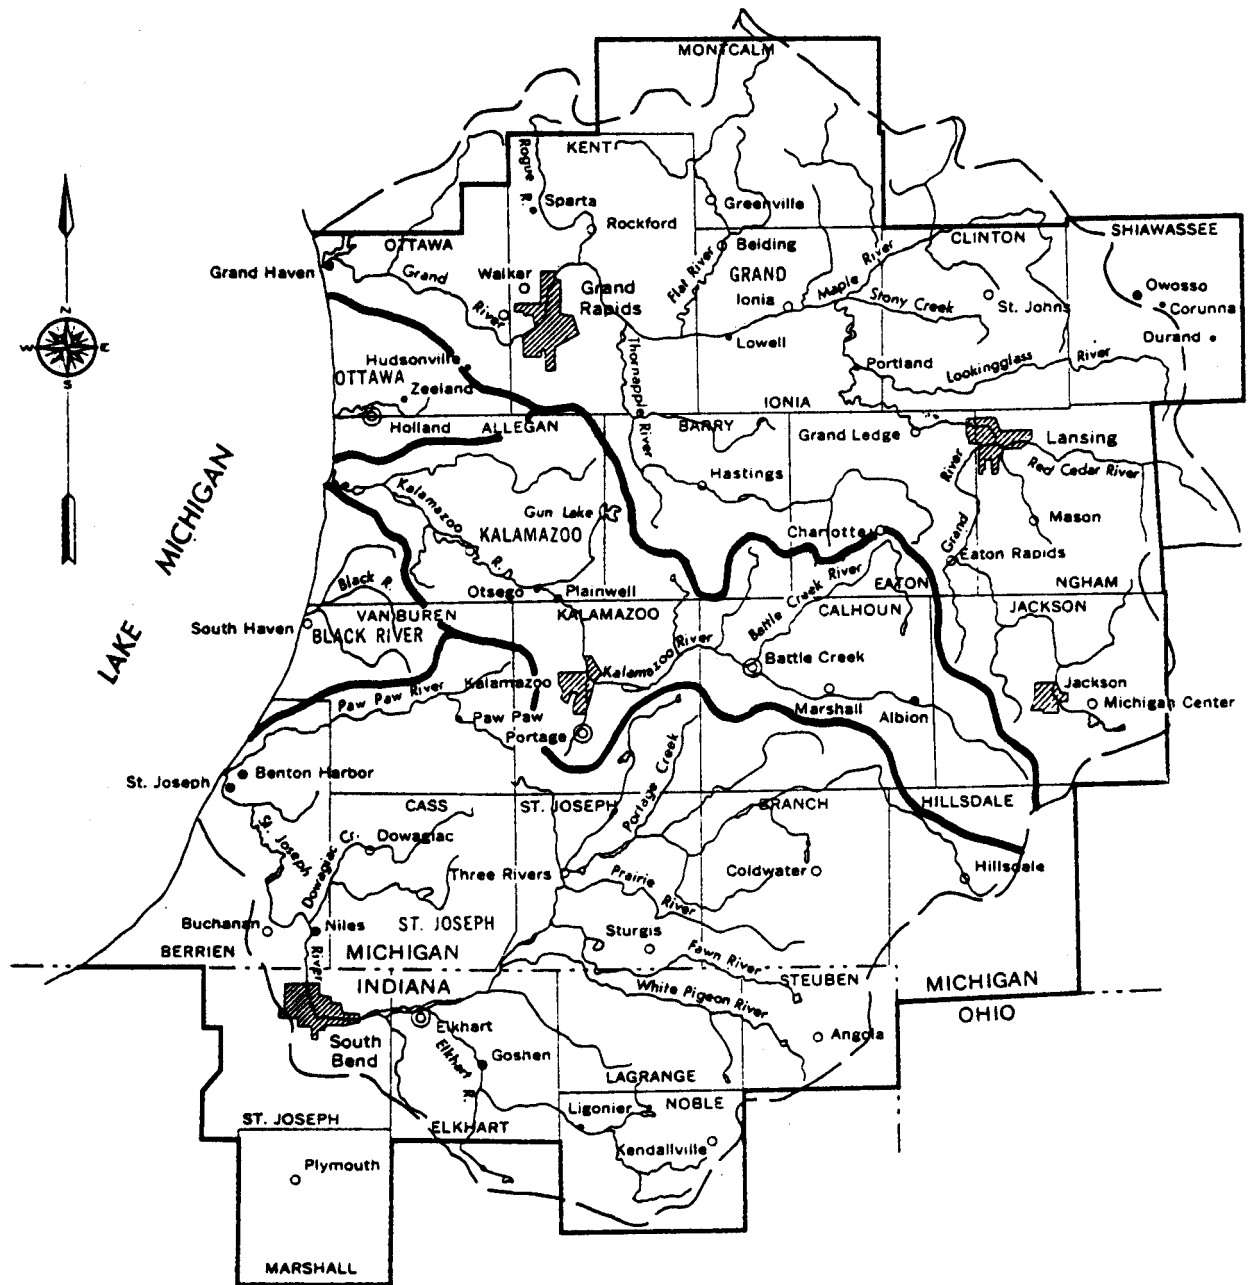 MONTCALM
KENT
Rogue R.
Sparta
Rockford
Greenville
Belding
OTTAWA
CLINTON
SHIAWASSEE
Grand Haven
Grand
River
Walker
Grand
Rapids
Flat River
GRAND
Ionia
Maple River
Stony Creek
St. Johns
Owosso
Corunna
Durand
N
W
E
S
Hudsonville
OTTAWA
Zeeland
Holland
Lowell
Portland
Lookingglass River
Thornapple River
IONIA
ALLEGAN
BARRY
Grand Ledge
Lansing
Red Cedar River
Hastings
River
Grand
Mason
LAKE MICHIGAN
Kalamazoo
R.
Gun Lake
KALAMAZOO
Charlotte
Eaton Rapids
Otsego
Plainwell
Black R.
Battle Creek River
EATON
NGHAM
South Haven
VAN BUREN
BLACK RIVER
KALAMAZOO
CALHOUN
JACKSON
Kalamazoo River
Battle Creek
Paw Paw River
Kalamazoo
Paw Paw
Portage
Marshall
Albion
Jackson
Michigan Center
St. Joseph
Benton Harbor
Portage Creek
CASS
ST. JOSEPH
BRANCH
HILLSDALE
St. Joseph
River
Dowagiac Cr.
Dowagiac
Three Rivers
Prairie
River
Coldwater
Hillsdale
Buchanan
Niles
ST. JOSEPH
Sturgis
Fawn River
BERRIEN
MICHIGAN
INDIANA
STEUBEN
MICHIGAN
OHIO
White Pigeon River
South
Bend
Elkhart
Elkhart R.
Goshen
Angola
LAGRANGE
Ligonier
NOBLE
ST. JOSEPH
ELKHART
Kendallville
Plymouth
MARSHALL